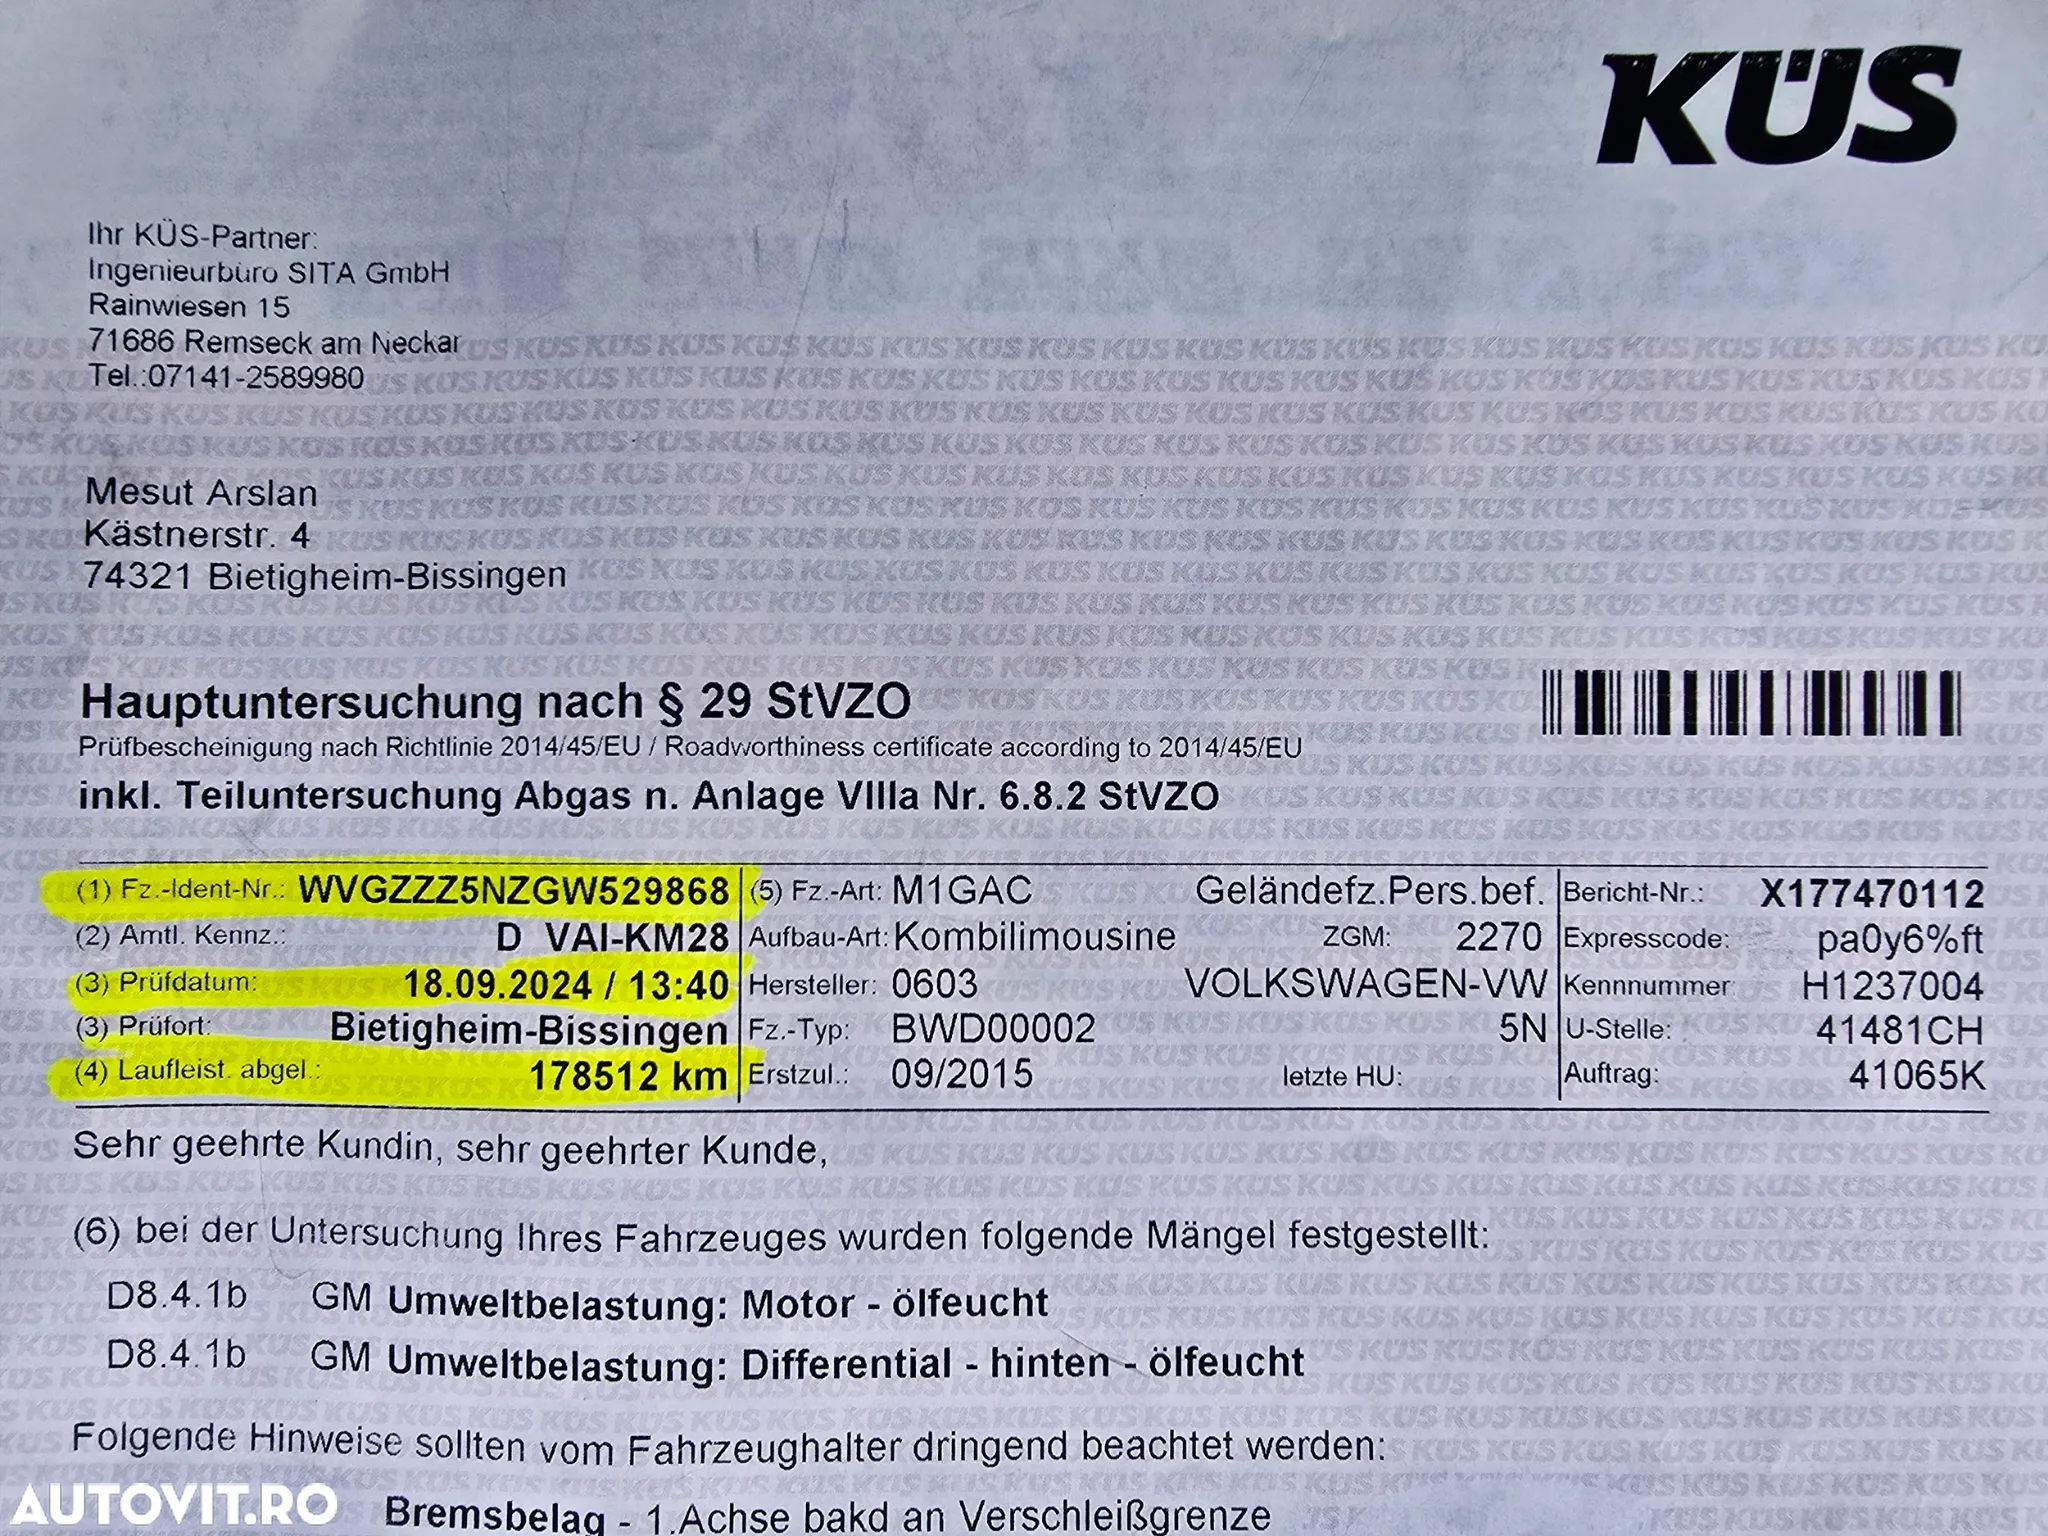 KÜS
Ihr KÜS-Partner:
Ingenieurbüro SITA GmbH
Rainwiesen 15
71686 Remseck am Neckar
Tel.:07141-2589980
Mesut Arslan
Kästnerstr. 4
74321 Bietigheim-Bissingen
Hauptuntersuchung nach § 29 StVZO
Prüfbescheinigung nach Richtlinie 2014/45/EU / Roadworthiness certificate according to 2014/45/EU
inkl. Teiluntersuchung Abgas n. Anlage VIIIa Nr. 6.8.2 StVZO
(1) Fz.-Ident-Nr.: WVGZZZ5NZGW529868 (5) Fz.-Art: M1GAC Geländefz.Pers.bef. Bericht-Nr.: X177470112
(2) Amtl. Kennz.: D VAI-KM28 Aufbau-Art: Kombilimousine ZGM: 2270 Expresscode: pa0y6%ft
(3) Prüfdatum: 18.09.2024 / 13:40 Hersteller: 0603 VOLKSWAGEN-VW Kennnummer H1237004
(3) Prüfort: Bietigheim-Bissingen Fz.-Typ: BWD00002 5N U-Stelle: 41481CH
(4) Laufleist. abgel.: 178512 km Erstzul.: 09/2015 letzte HU: Auftrag: 41065K
Sehr geehrte Kundin, sehr geehrter Kunde,
(6) bei der Untersuchung Ihres Fahrzeuges wurden folgende Mängel festgestellt:
D8.4.1b GM Umweltbelastung: Motor - ölfeucht
D8.4.1b GM Umweltbelastung: Differential - hinten - ölfeucht
Folgende Hinweise sollten vom Fahrzeughalter dringend beachtet werden:
Bremsbelag - 1.Achse bakd an Verschleißgrenze
AUTOVIT.RO